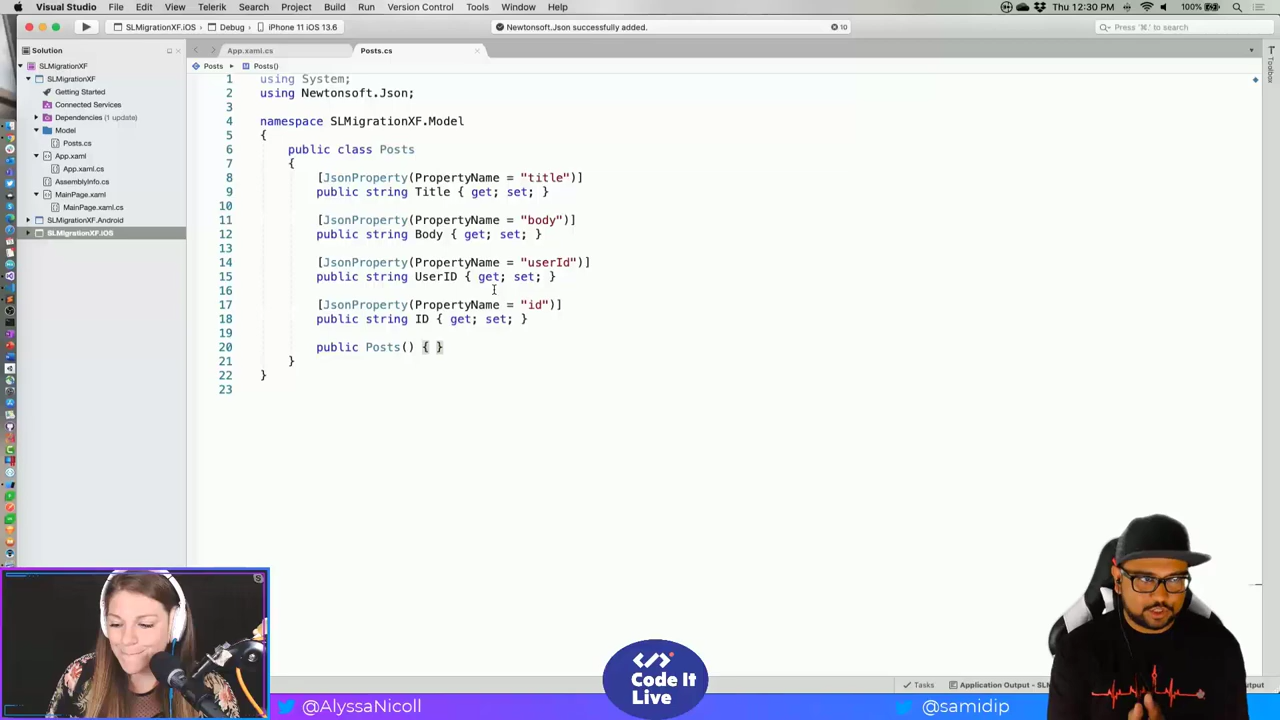 Visual Studio File Edit View Telerik Search Project Build Run Version Control Tools Window Help 100% Thu 12:30 PM
SLMigrationXF.iOS Debug iPhone 11 iOS 13.6 Newtonsoft.Json successfully added. 10 Press '⌘.' to search
Solution
App.xaml.cs
Posts.cs
Toolbox
SLMigrationXF
SLMigrationXF
Getting Started
Connected Services
Dependencies (1 update)
Model
Posts.cs
App.xaml
App.xaml.cs
AssemblyInfo.cs
MainPage.xaml
MainPage.xaml.cs
SLMigrationXF.Android
SLMigrationXF.iOS
Posts Posts()
1 using System;
2 using Newtonsoft.Json;
3
4 namespace SLMigrationXF.Model
5 {
6 public class Posts
7 {
8 [JsonProperty(PropertyName = "title")]
9 public string Title { get; set; }
10
11 [JsonProperty(PropertyName = "body")]
12 public string Body { get; set; }
13
14 [JsonProperty(PropertyName = "userId")]
15 public string UserID { get; set; }
16
17 [JsonProperty(PropertyName = "id")]
18 public string ID { get; set; }
19
20 public Posts() { }
21 }
22 }
23
Tasks Application Output - SLM
Output
Code It
Live
@AlyssaNicoll
@samidip